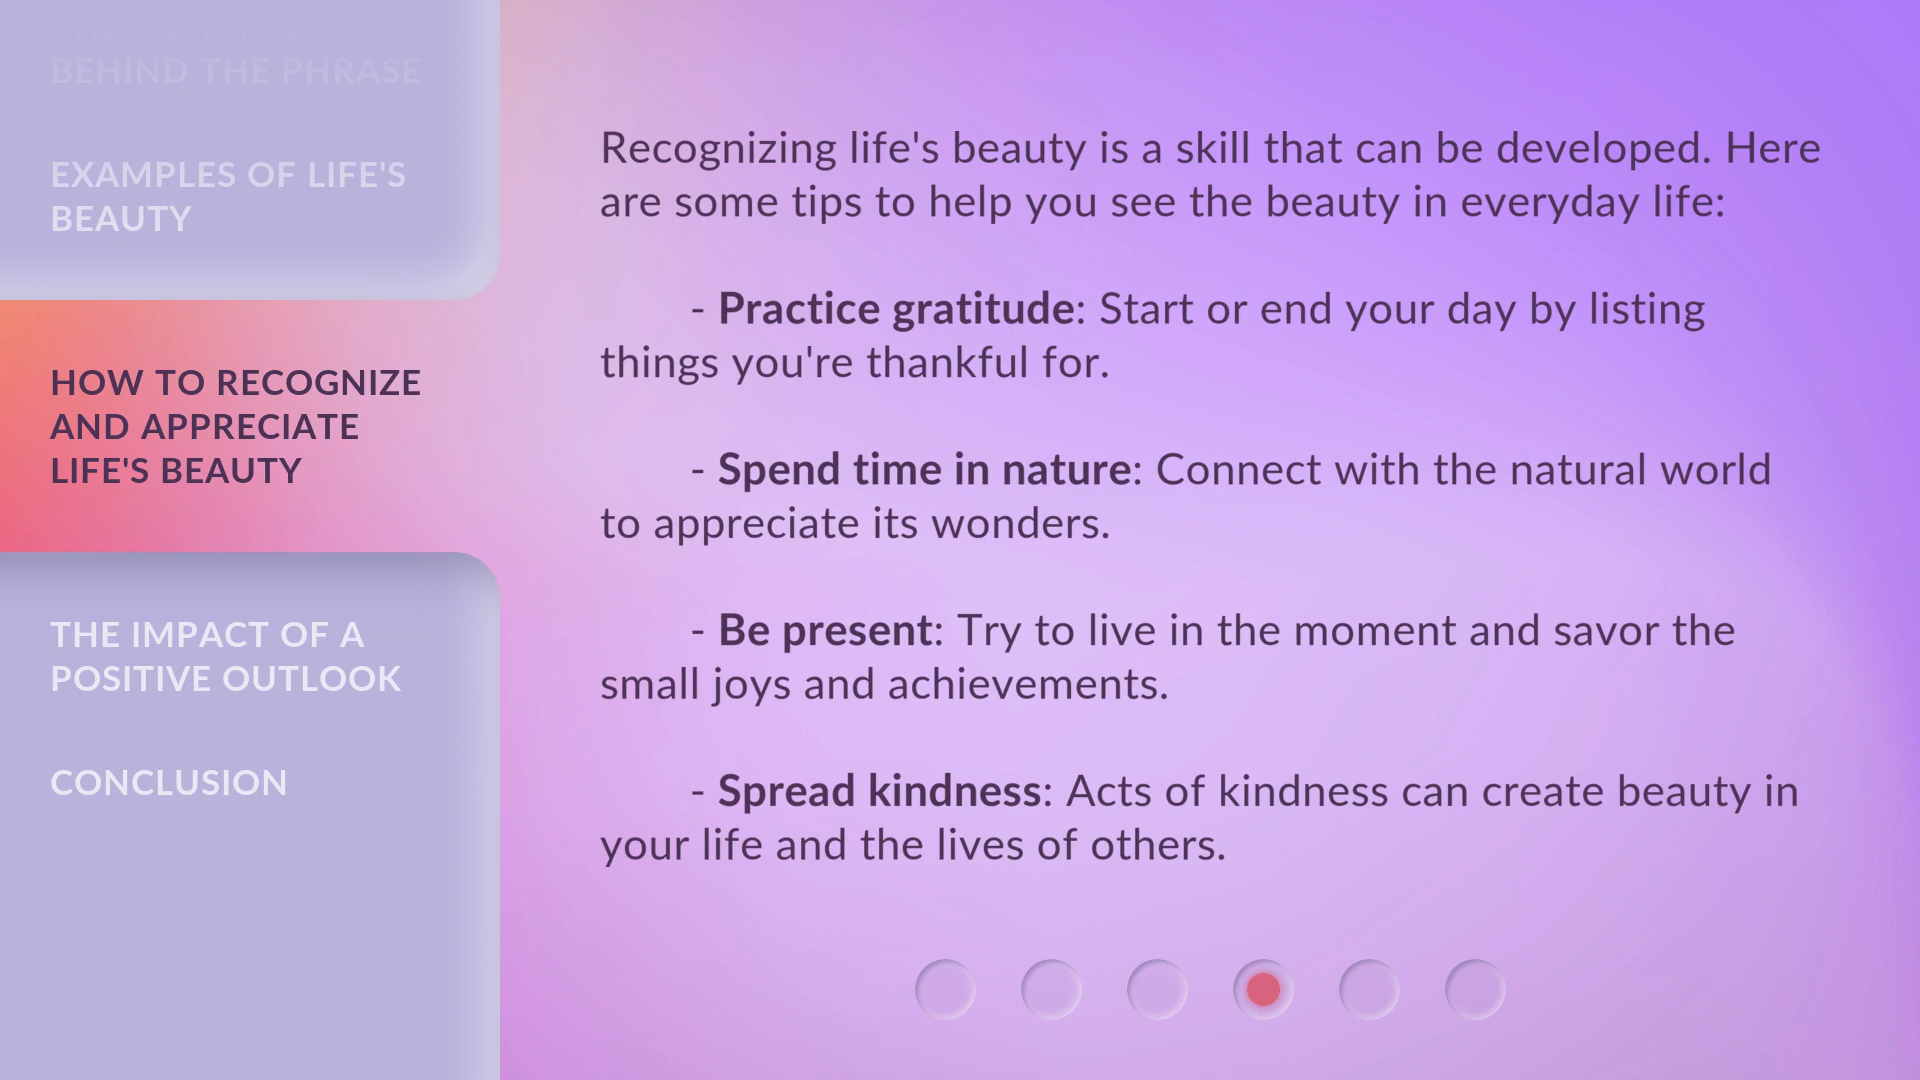 THE MEANING
BEHIND THE PHRASE
EXAMPLES OF LIFE'S
BEAUTY
HOW TO RECOGNIZE
AND APPRECIATE
LIFE'S BEAUTY
THE IMPACT OF A
POSITIVE OUTLOOK
CONCLUSION
Recognizing life's beauty is a skill that can be developed. Here
are some tips to help you see the beauty in everyday life:
- Practice gratitude: Start or end your day by listing
things you're thankful for.
- Spend time in nature: Connect with the natural world
to appreciate its wonders.
- Be present: Try to live in the moment and savor the
small joys and achievements.
- Spread kindness: Acts of kindness can create beauty in
your life and the lives of others.